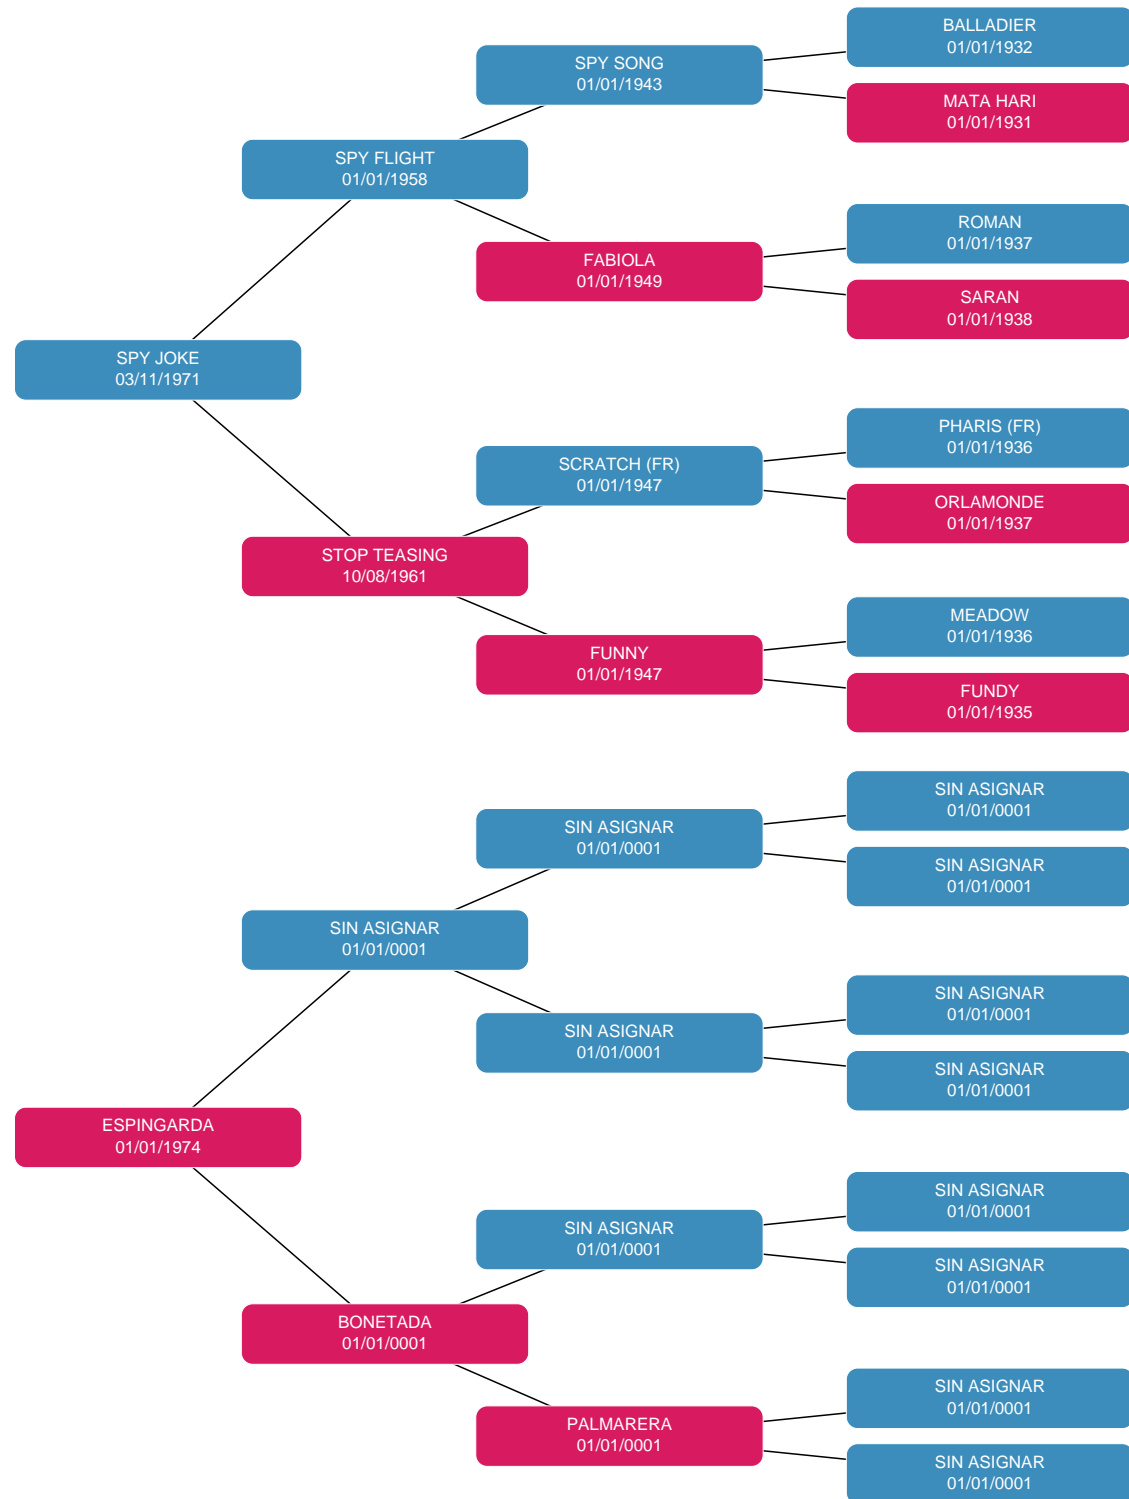 BALLADIER
01/01/1932
SPY SONG
01/01/1943
MATA HARI
01/01/1931
SPY FLIGHT
01/01/1958
ROMAN
01/01/1937
FABIOLA
01/01/1949
SARAN
01/01/1938
SPY JOKE
03/11/1971
PHARIS (FR)
01/01/1936
SCRATCH (FR)
01/01/1947
ORLAMONDE
01/01/1937
STOP TEASING
10/08/1961
MEADOW
01/01/1936
FUNNY
01/01/1947
FUNDY
01/01/1935
SIN ASIGNAR
01/01/0001
SIN ASIGNAR
01/01/0001
SIN ASIGNAR
01/01/0001
SIN ASIGNAR
01/01/0001
SIN ASIGNAR
01/01/0001
SIN ASIGNAR
01/01/0001
SIN ASIGNAR
01/01/0001
ESPINGARDA
01/01/1974
SIN ASIGNAR
01/01/0001
SIN ASIGNAR
01/01/0001
SIN ASIGNAR
01/01/0001
BONETADA
01/01/0001
SIN ASIGNAR
01/01/0001
PALMARERA
01/01/0001
SIN ASIGNAR
01/01/0001